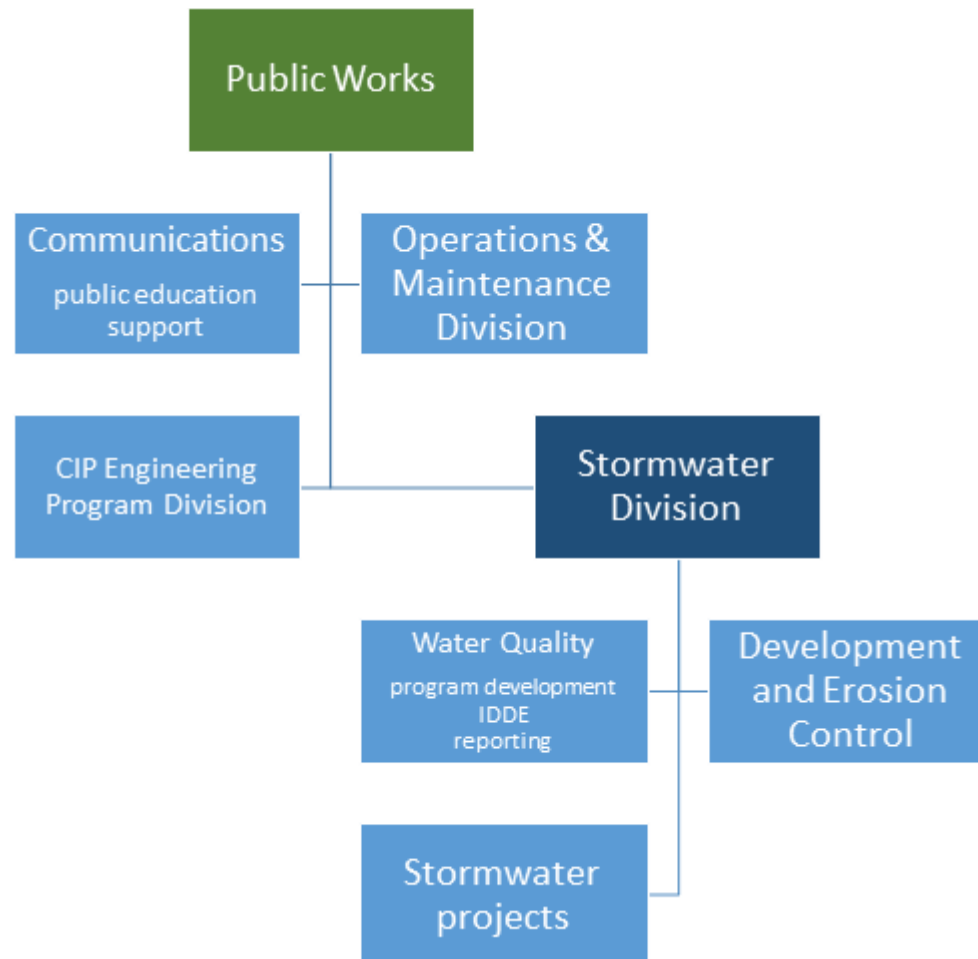 Public Works
Communications
public education
support
Operations &
Maintenance
Division
CIP Engineering
Program Division
Stormwater
Division
Water Quality
program development
IDDE
reporting
Development
and Erosion
Control
Stormwater
projects